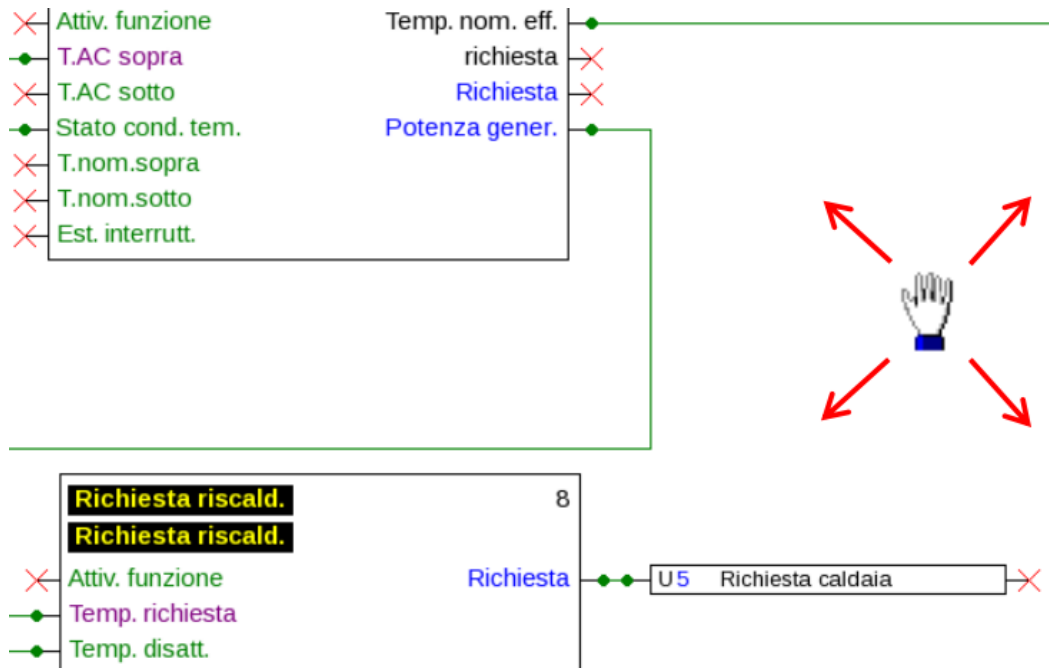 Attiv. funzione Temp. nom. eff.
T.AC sopra richiesta
T.AC sotto Richiesta
Stato cond. tem. Potenza gener.
T.nom.sopra
T.nom.sotto
Est. interrutt.
Richiesta riscald. 8
Richiesta riscald.
Attiv. funzione Richiesta U5 Richiesta caldaia
Temp. richiesta
Temp. disatt.